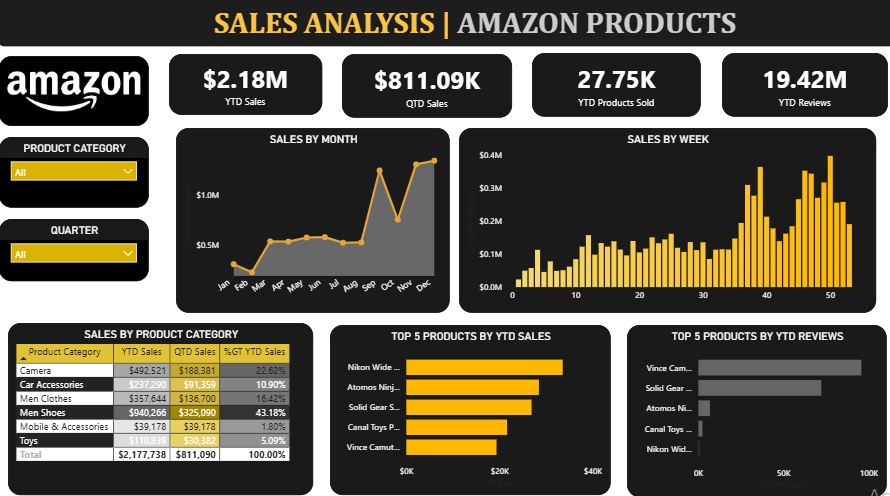 SALES ANALYSIS | AMAZON PRODUCTS
amazon
$2.18M
YTD Sales
$811.09K
QTD Sales
27.75K
YTD Products Sold
19.42M
YTD Reviews
PRODUCT CATEGORY
All
QUARTER
All
SALES BY MONTH
$1.0M
$0.5M
Jan Feb Mar Apr May Jun Jul Aug Sep Oct Nov Dec
SALES BY WEEK
$0.4M
$0.3M
$0.2M
$0.1M
$0.0M
0 10 20 30 40 50
SALES BY PRODUCT CATEGORY
Product Category YTD Sales QTD Sales %GT YTD Sales
Camera $492,521 $188,381 22.62%
Car Accessories $237,290 $91,359 10.90%
Men Clothes $357,644 $136,700 16.42%
Men Shoes $940,266 $325,090 43.18%
Mobile & Accessories $39,178 $39,178 1.80%
Toys $110,839 $30,382 5.09%
Total $2,177,738 $811,090 100.00%
TOP 5 PRODUCTS BY YTD SALES
Nikon Wide ...
Atomos Ninj...
Solid Gear S...
Canal Toys P...
Vince Camut...
$0K $20K $40K
TOP 5 PRODUCTS BY YTD REVIEWS
Vince Cam...
Solid Gear ...
Atomos Ni...
Canal Toys ...
Nikon Wid...
0K 50K 100K